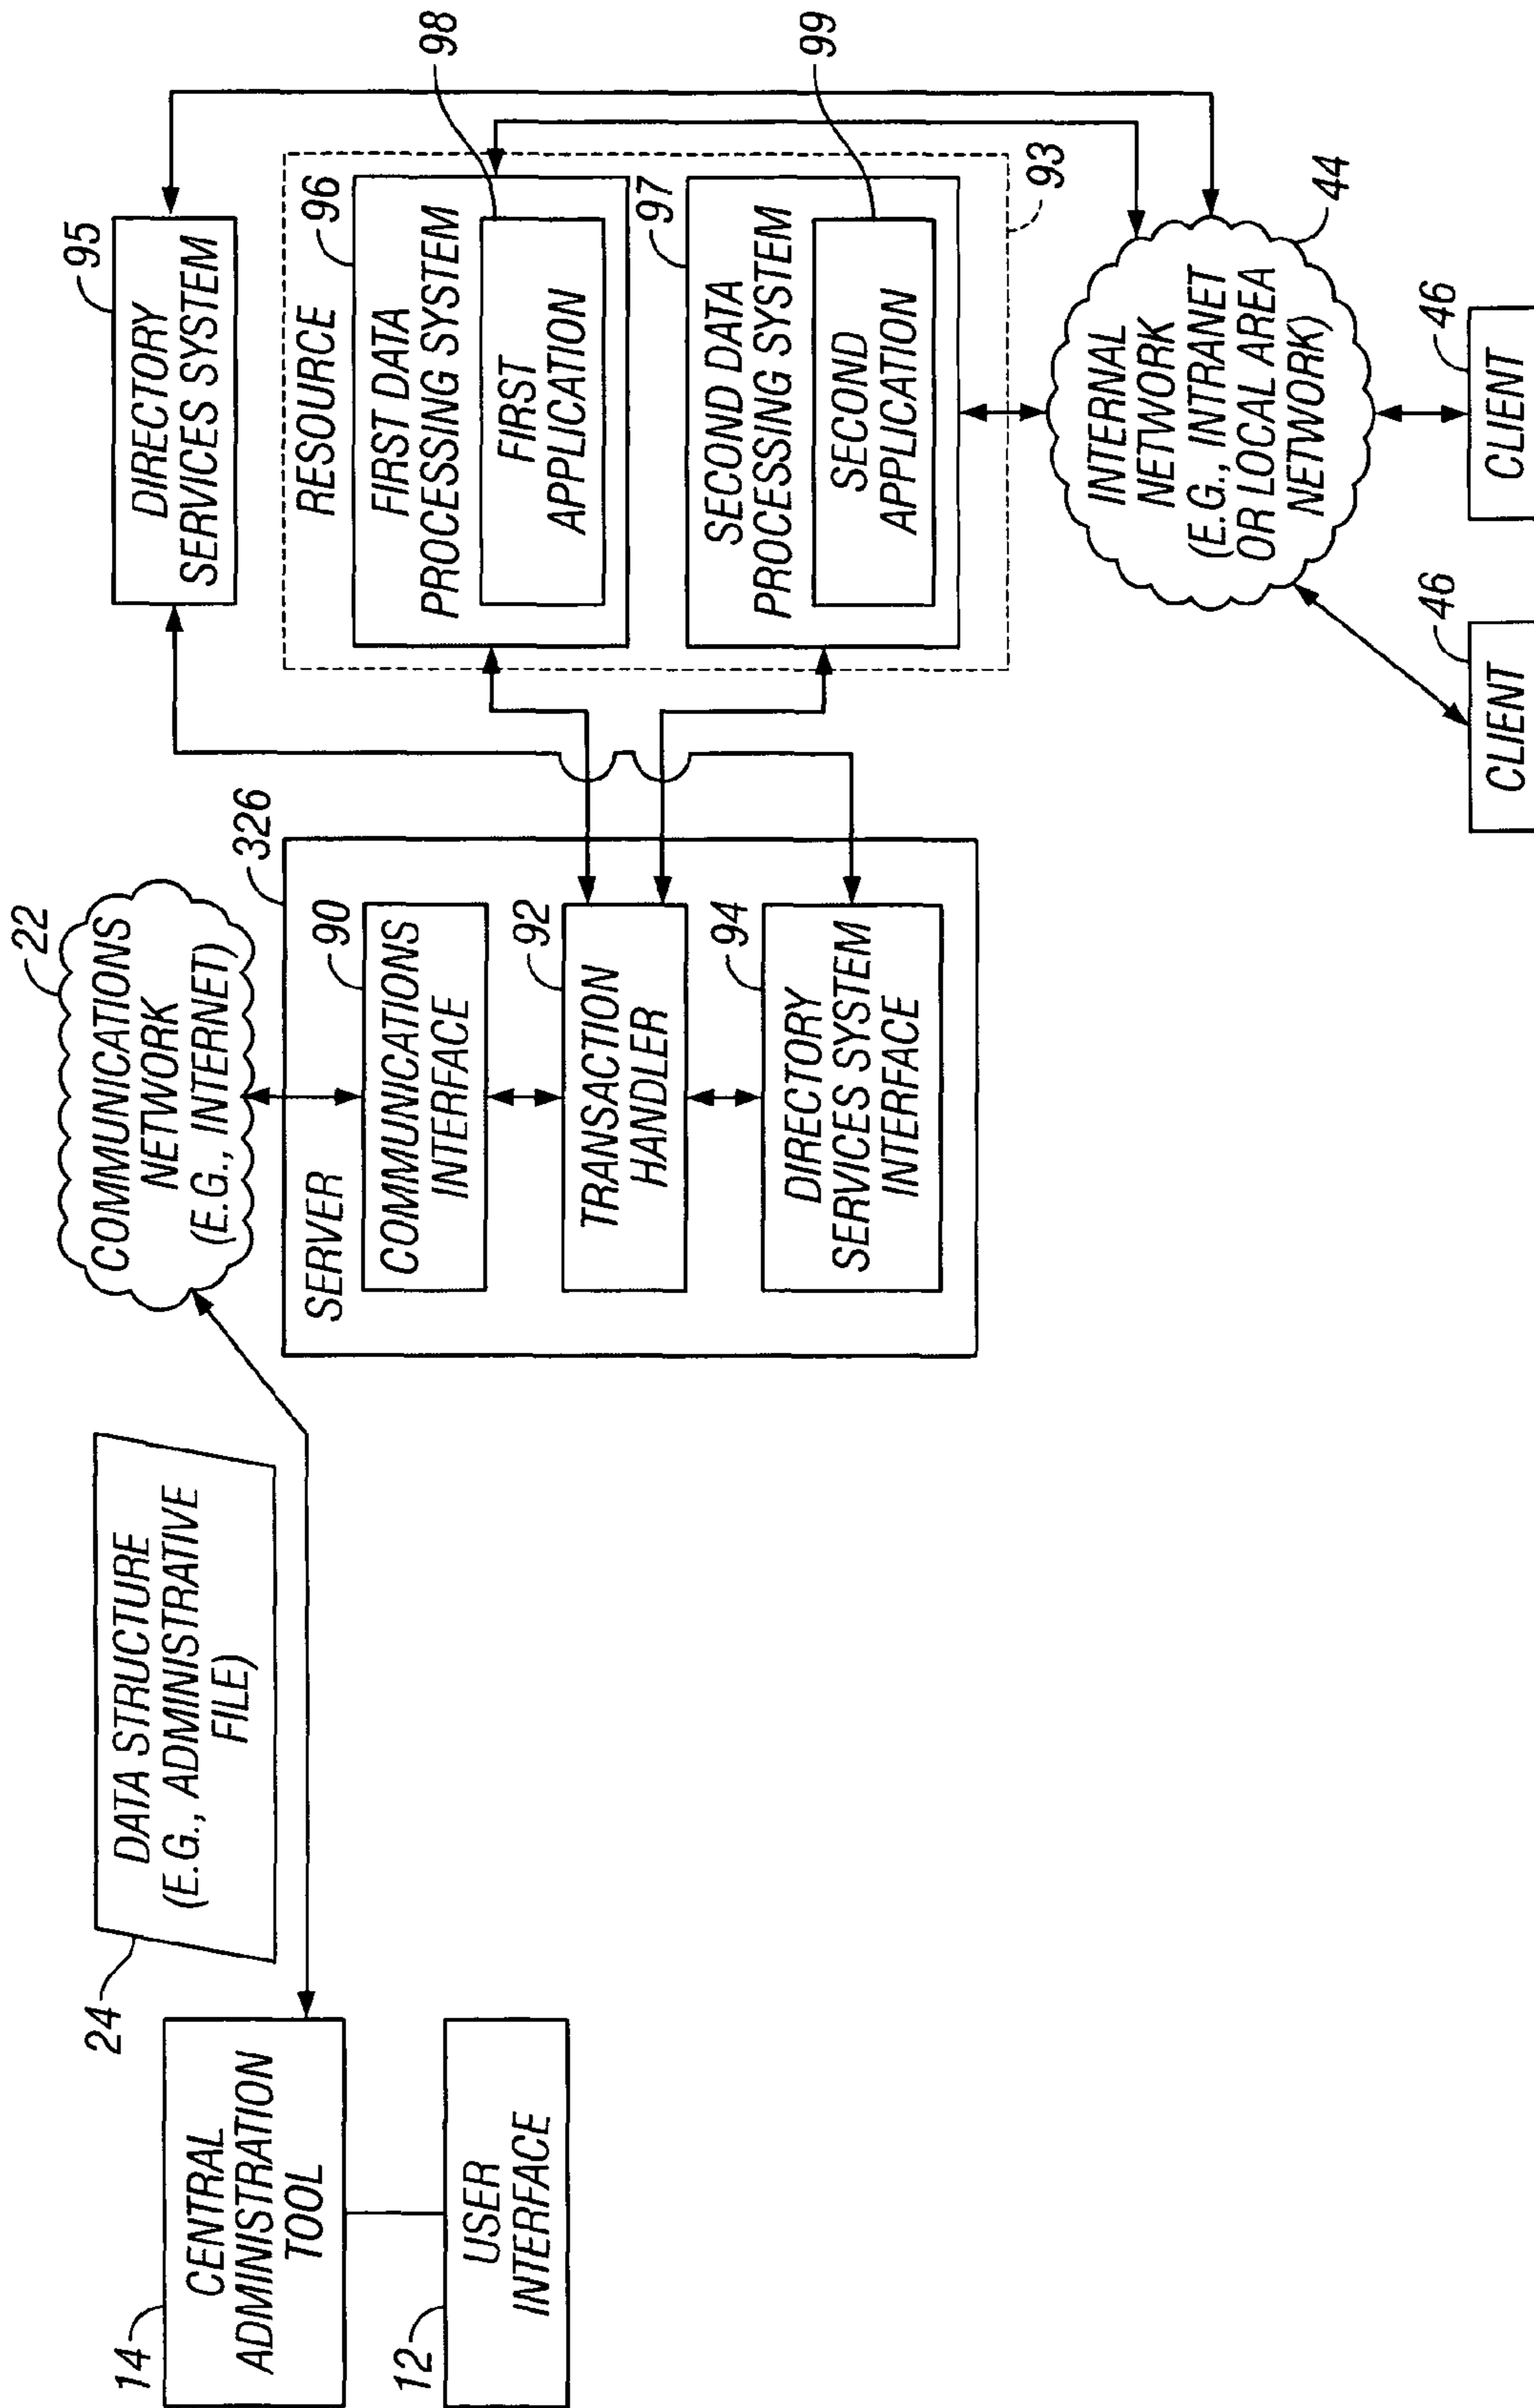 14
CENTRAL
ADMINISTRATION
TOOL
12
USER
INTERFACE
24
DATA STRUCTURE
(E.G., ADMINISTRATIVE
FILE)
22
COMMUNICATIONS
NETWORK
(E.G., INTERNET)
326
SERVER
90
COMMUNICATIONS
INTERFACE
92
TRANSACTION
HANDLER
94
DIRECTORY
SERVICES SYSTEM
INTERFACE
95
DIRECTORY
SERVICES SYSTEM
RESOURCE
96
FIRST DATA
PROCESSING SYSTEM
98
FIRST
APPLICATION
97
SECOND DATA
PROCESSING SYSTEM
99
SECOND
APPLICATION
93
44
INTERNAL
NETWORK
(E.G., INTRANET
OR LOCAL AREA
NETWORK)
46
CLIENT
46
CLIENT